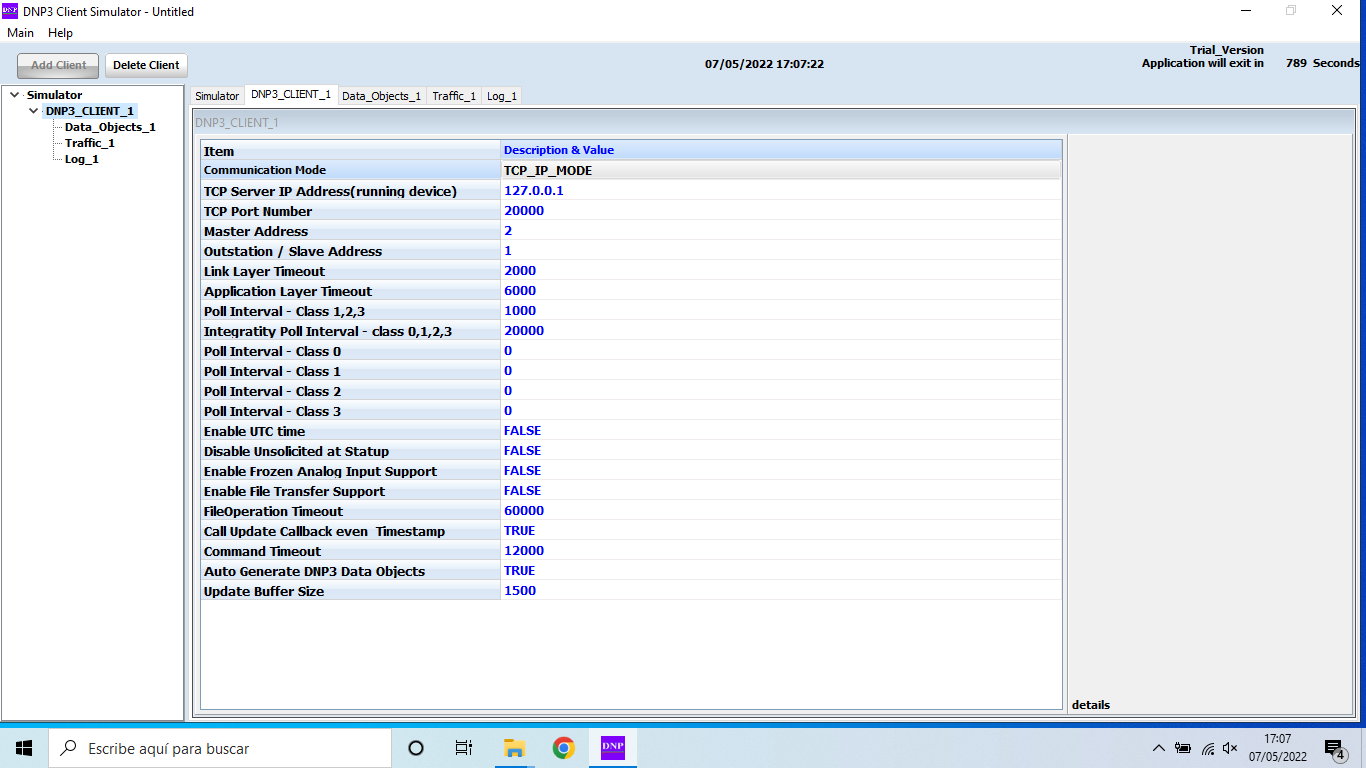 DNP DNP3 Client Simulator - Untitled
Main Help
Add Client Delete Client 07/05/2022 17:07:22 Trial_Version
Application will exit in 789 Seconds
Simulator
DNP3_CLIENT_1
Data_Objects_1
Traffic_1
Log_1
Simulator DNP3_CLIENT_1 Data_Objects_1 Traffic_1 Log_1
DNP3_CLIENT_1
Item Description & Value
Communication Mode TCP_IP_MODE
TCP Server IP Address(running device) 127.0.0.1
TCP Port Number 20000
Master Address 2
Outstation / Slave Address 1
Link Layer Timeout 2000
Application Layer Timeout 6000
Poll Interval - Class 1,2,3 1000
Integratity Poll Interval - class 0,1,2,3 20000
Poll Interval - Class 0 0
Poll Interval - Class 1 0
Poll Interval - Class 2 0
Poll Interval - Class 3 0
Enable UTC time FALSE
Disable Unsolicited at Statup FALSE
Enable Frozen Analog Input Support FALSE
Enable File Transfer Support FALSE
FileOperation Timeout 60000
Call Update Callback even  Timestamp TRUE
Command Timeout 12000
Auto Generate DNP3 Data Objects TRUE
Update Buffer Size 1500
details
Escribe aquí para buscar DNP 17:07
07/05/2022 4